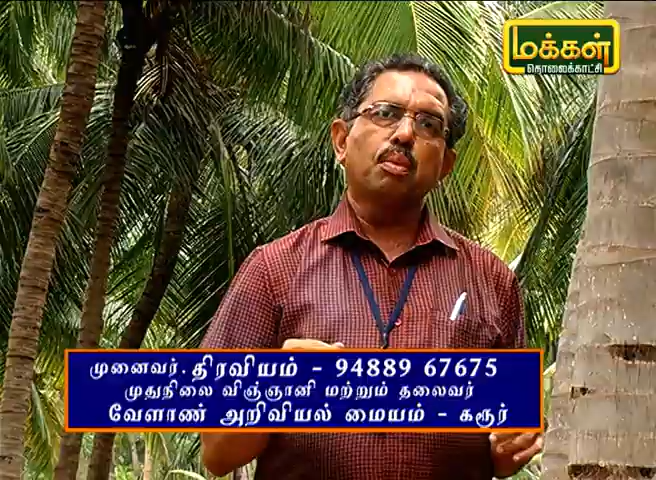 மக்கள்
தொலைக்காட்சி
முனைவர். திரவியம் - 94889 67675
முதுநிலை விஞ்ஞானி மற்றும் தலைவர்
வேளாண் அறிவியல் மையம் - கரூர்